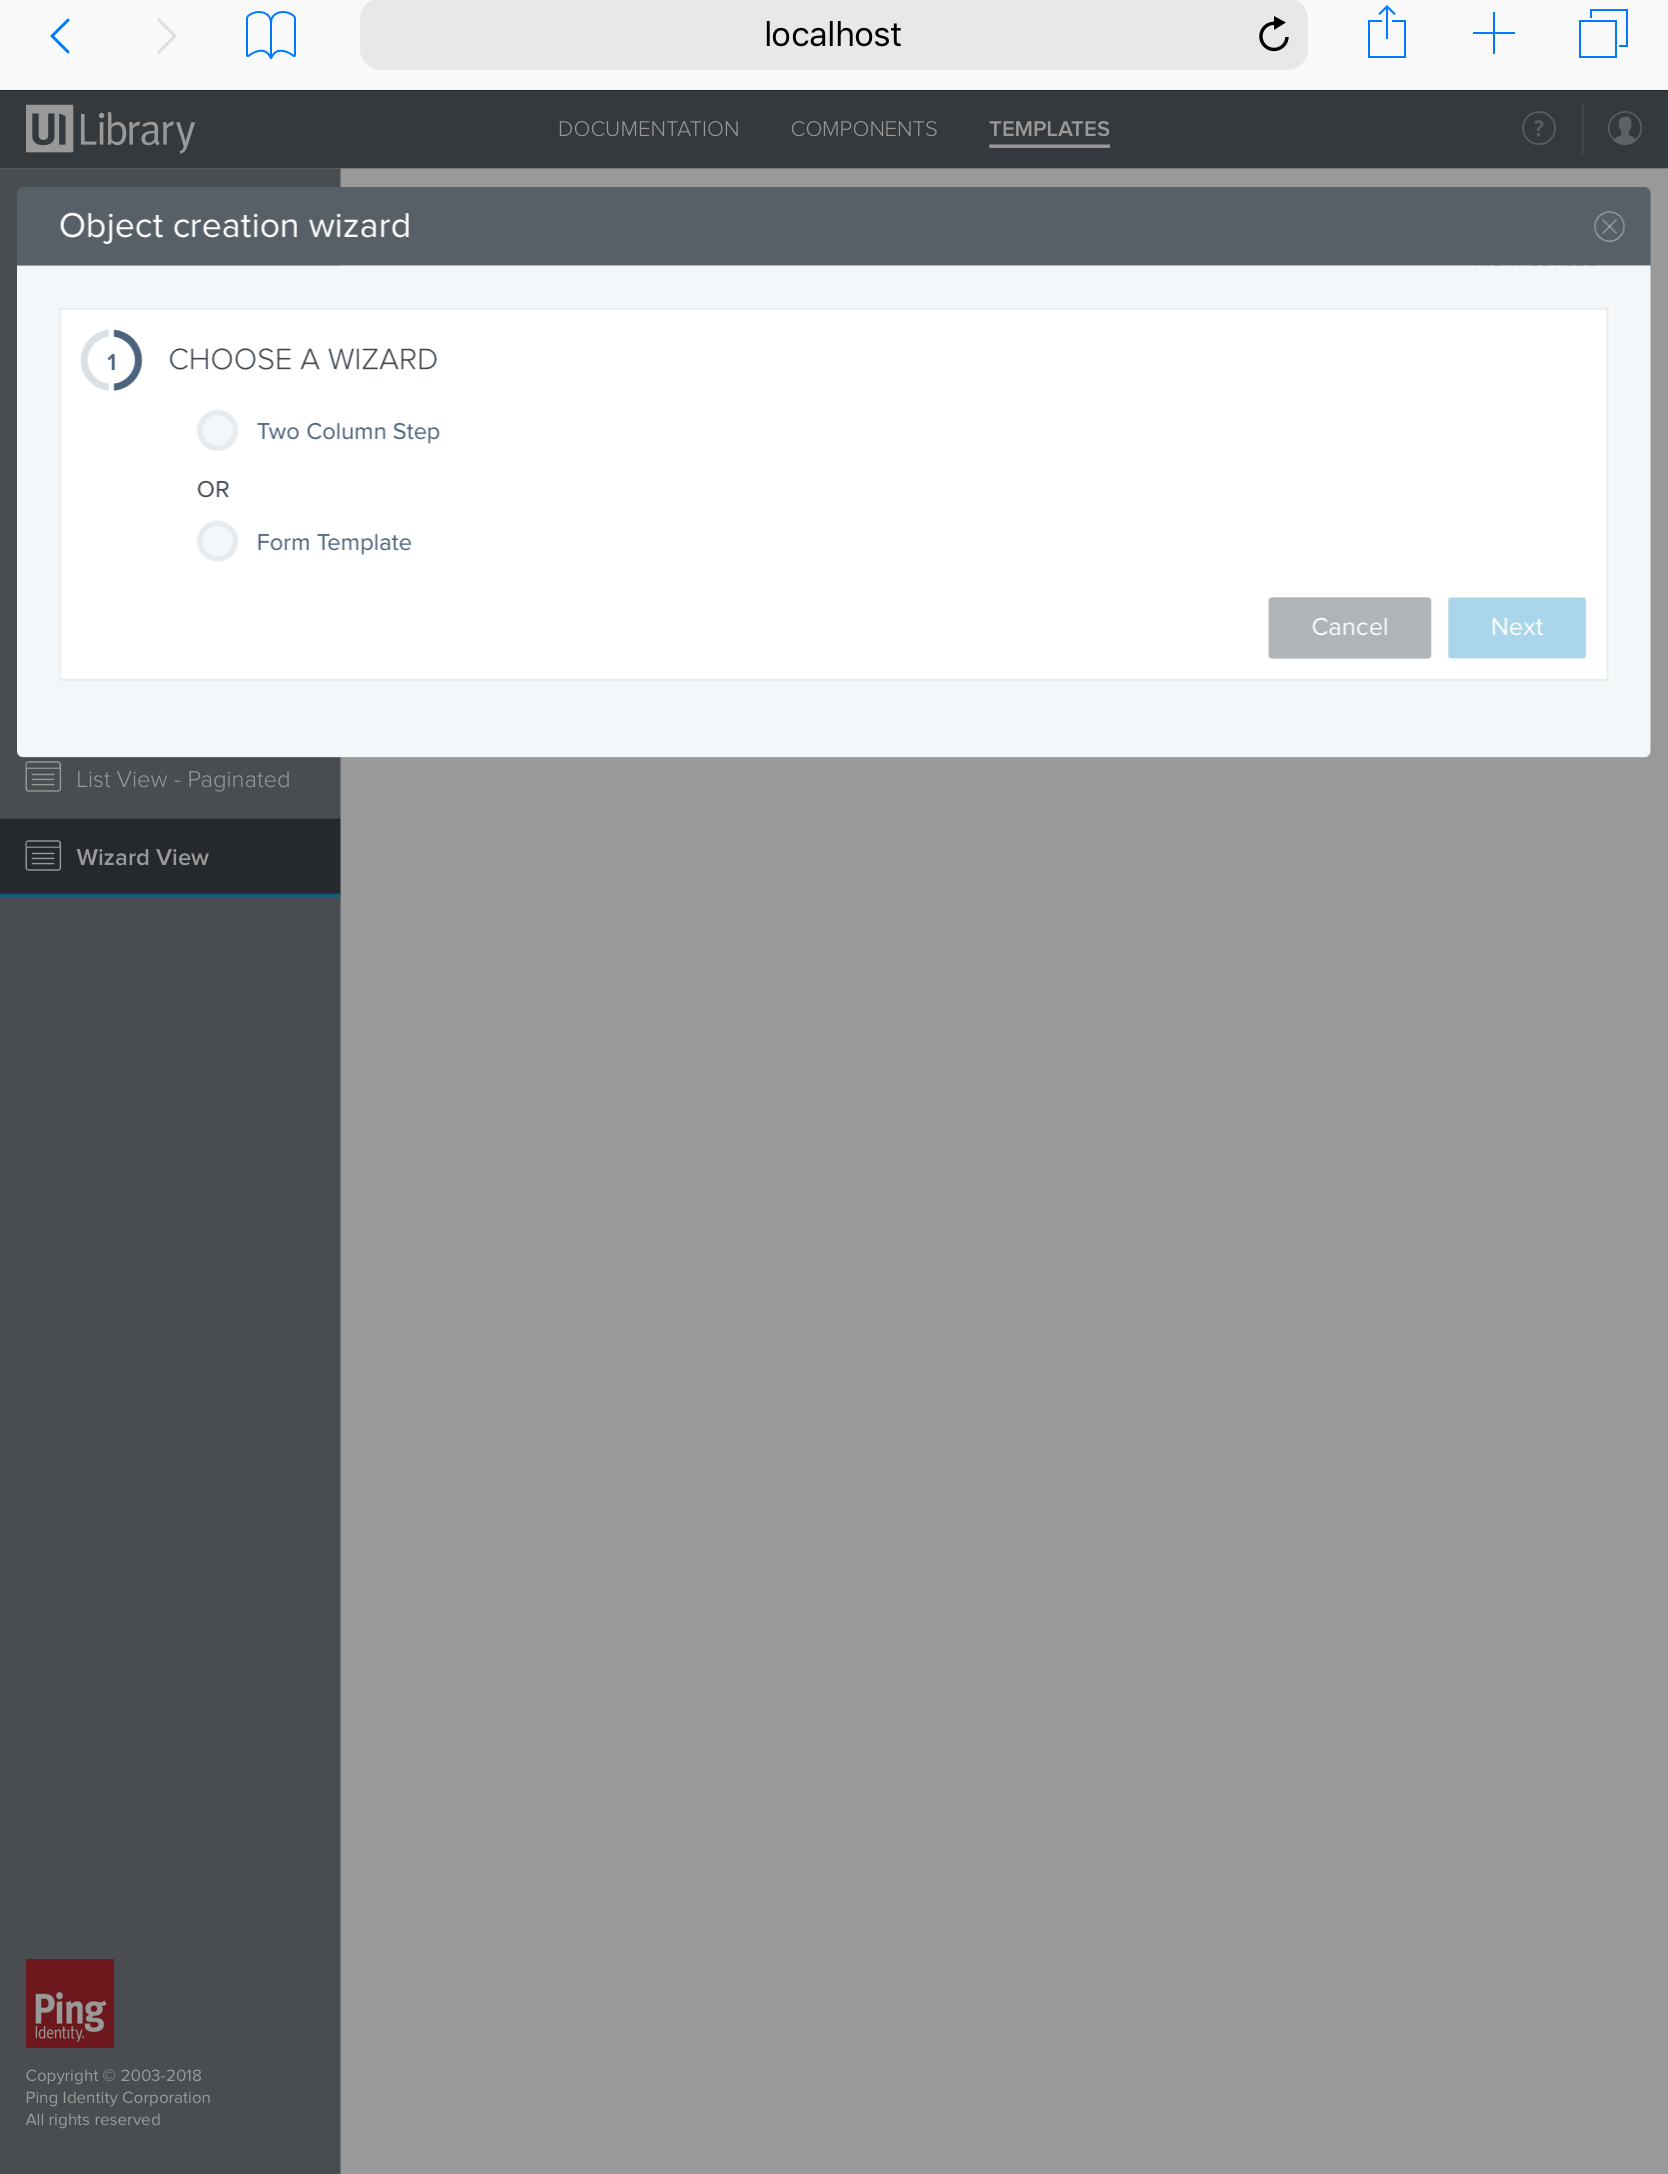 localhost
UI Library
DOCUMENTATION COMPONENTS TEMPLATES
?
Object creation wizard
1 CHOOSE A WIZARD
Two Column Step
OR
Form Template
Cancel Next
List View - Paginated
Wizard View
Ping
Identity.
Copyright © 2003-2018
Ping Identity Corporation
All rights reserved